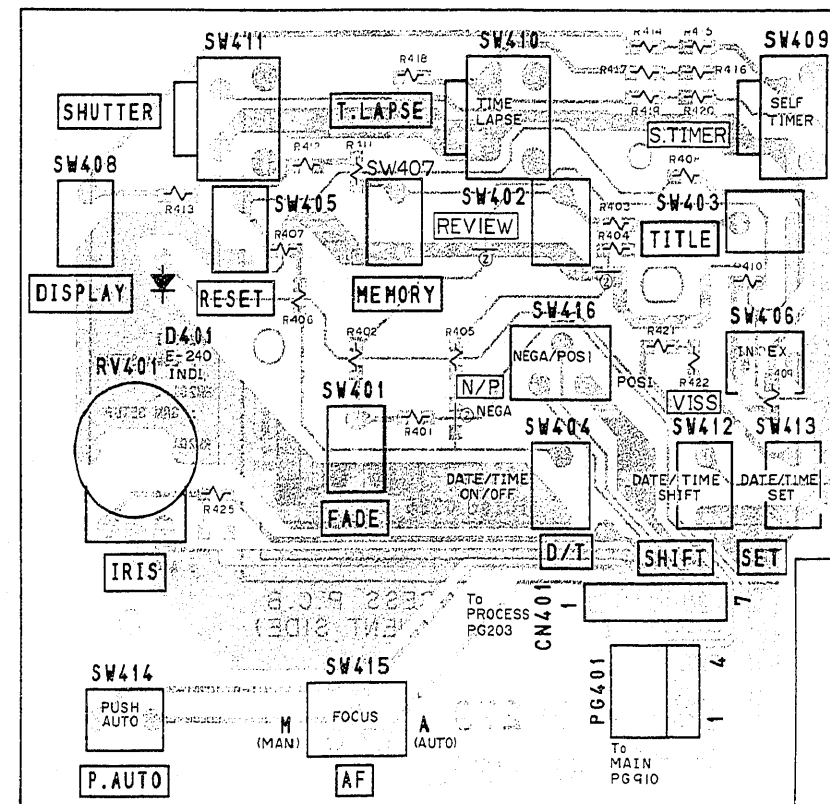 SW411
SW410
R414
R415
SW409
R418
R417
R416
SHUTTER
T.LAPSE
TIME
LAPSE
R419
R420
SELF
TIMER
S.TIMER
R412
R411
SW408
SW407
R408
R413
SW405
SW402
R403
SW403
REVIEW
R407
R404
TITLE
②
DISPLAY
RESET
MEMORY
②
R410
R406
SW416
D401
R402
R405
R421
SW406
E-240
INDI
NEGA/POSI
INDEX
RV401
POSI
R422
R409
SW401
N/P
② NEGA
VISS
R401
SW404
SW412
SW413
DATE/TIME
ON/OFF
DATE/TIME
SHIFT
DATE/TIME
SET
R425
FADE
D/T
SHIFT
SET
IRIS
To
PROCESS
PG203
CN401
1
7
SW414
SW415
PUSH
AUTO
M
(MAN)
FOCUS
A
(AUTO)
PG401
4
1
To
MAIN
PG910
P.AUTO
AF